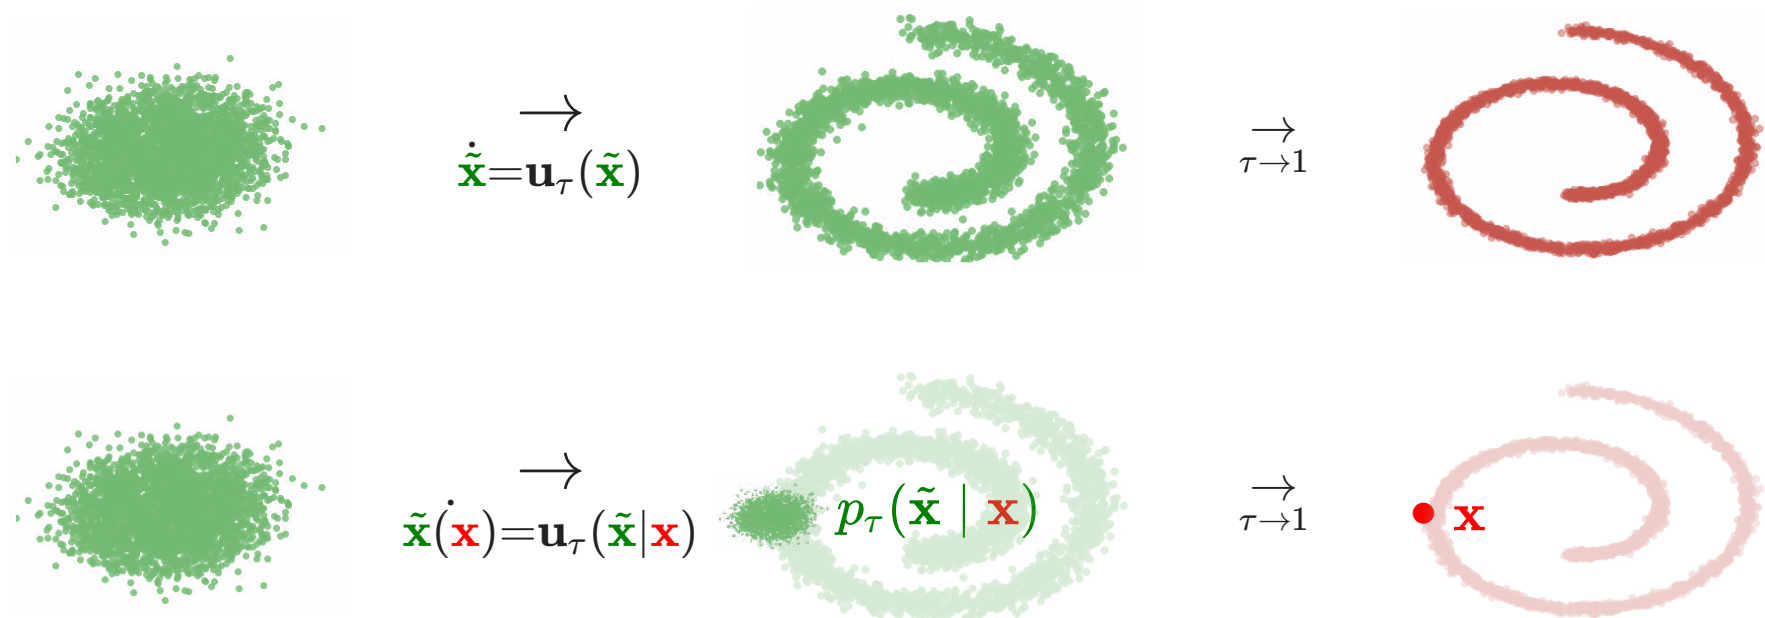 →
→
τ→1
˙x̃=u_τ(x̃)
→
→
p_τ(x̃ | x)
τ→1
x
˙x̃(x)=u_τ(x̃|x)